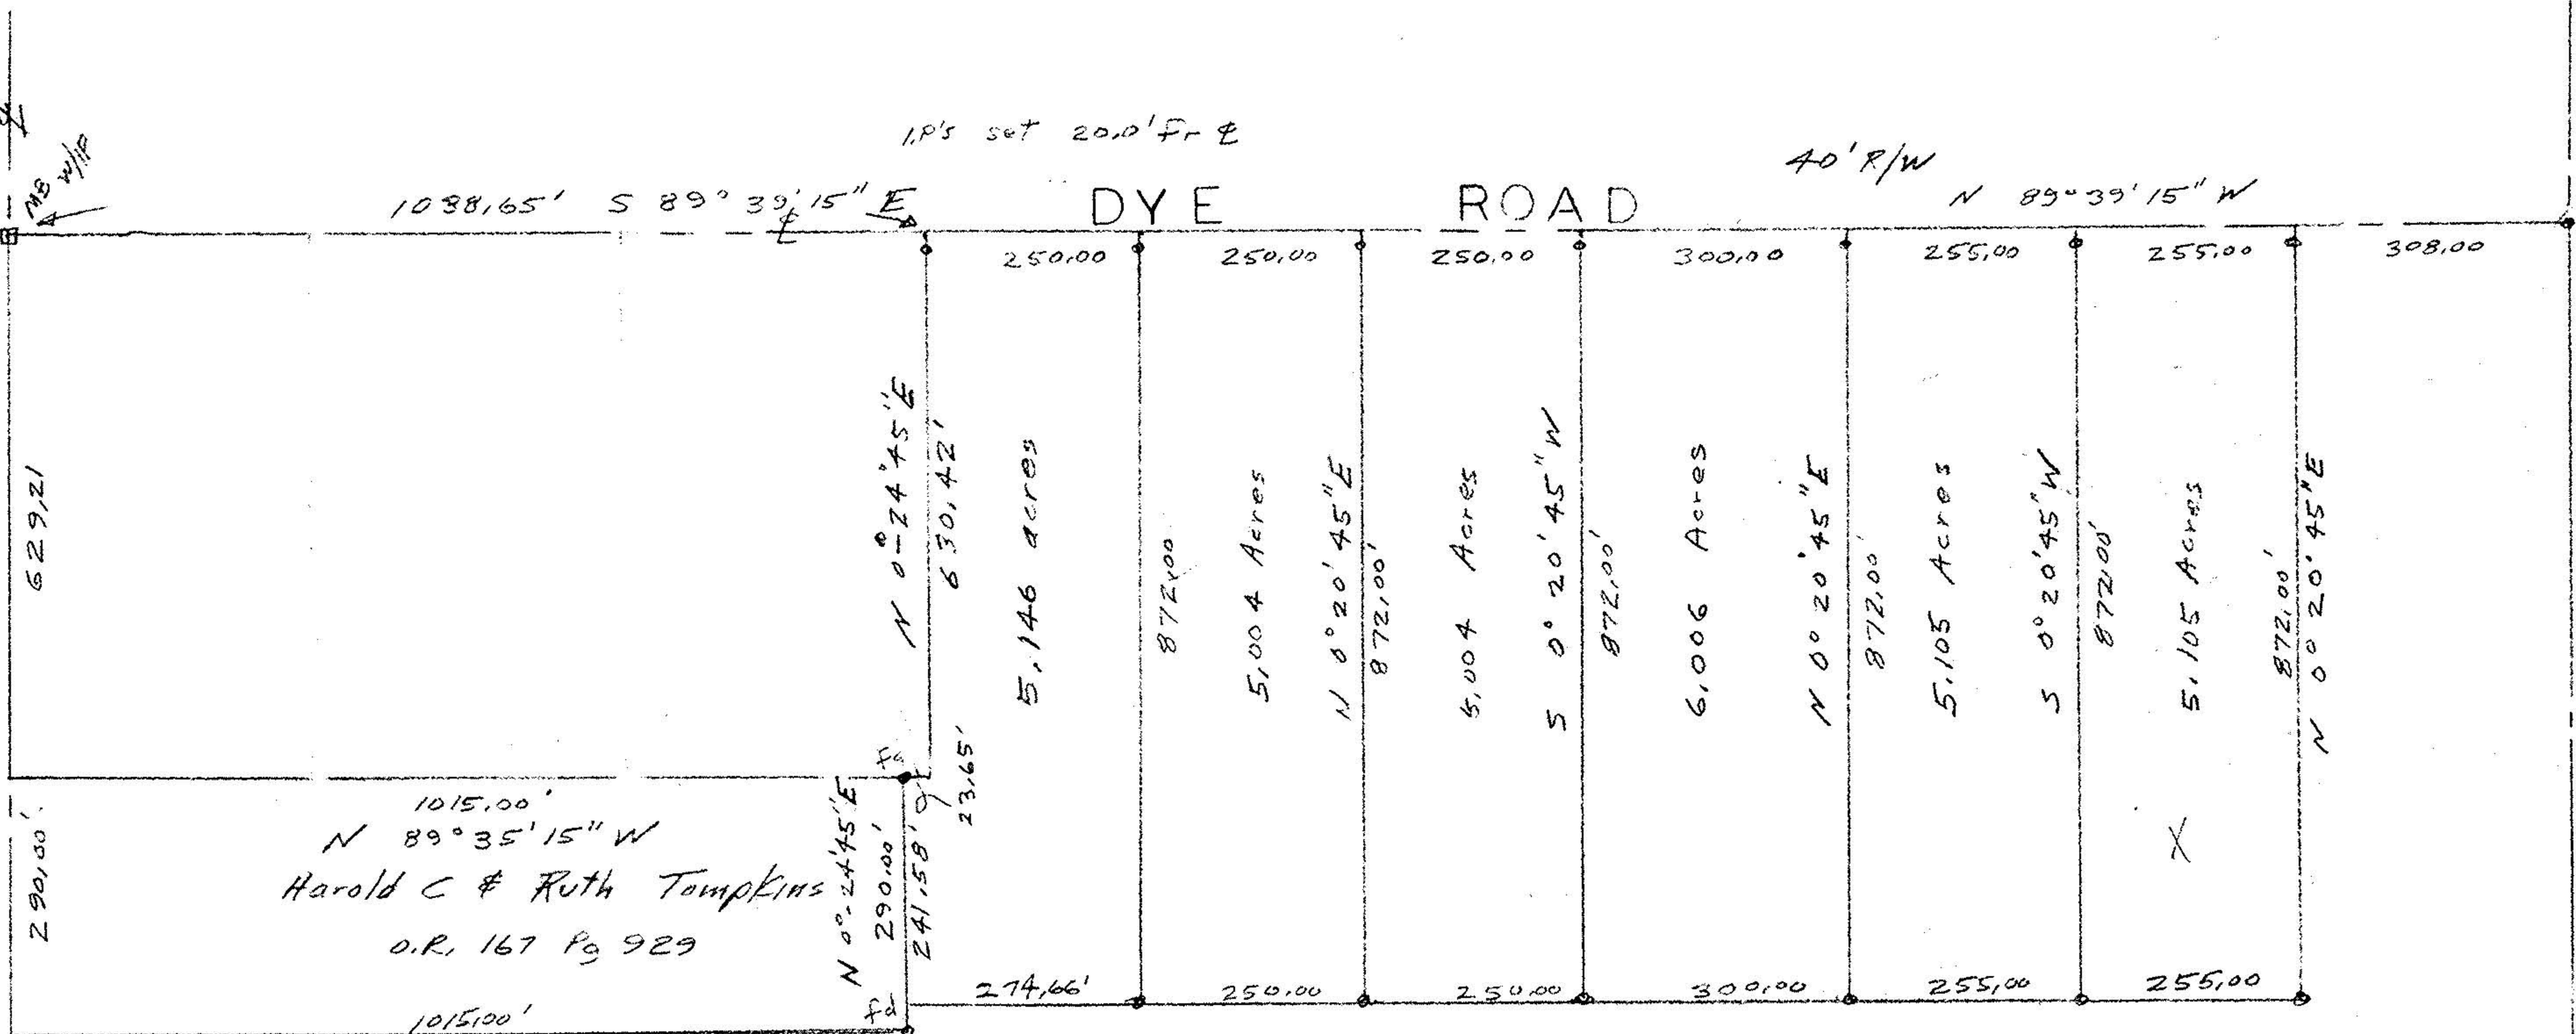 I.P's set 20.0' fr ℄
40' R/W
℄
MB w/IP
1038.65' S 89° 39' 15" E
℄
DYE ROAD
N 89° 39' 15" W
250.00
250.00
250.00
300.00
255.00
255.00
308.00
629.21
N 0°-24' 45" E
630.42'
5.146 acres
872.00
5.004 Acres
N 0° 20' 45" E
872.00'
5.004 Acres
S 0° 20' 45" W
872.00'
6.006 Acres
N 0° 20' 45" E
872.00'
5.105 Acres
S 0° 20' 45" W
872.00'
5.105 Acres
872.00'
N 0° 20' 45" E
fd
23.65'
1015.00'
N 89° 35' 15" W
Harold C & Ruth Tompkins
O.R. 167 Pg 929
290.00'
N 0°-24' 45' E
290.00'
241.58'
X
fd
1015.00'
274.66'
250.00
250.00
300.00
255.00
255.00